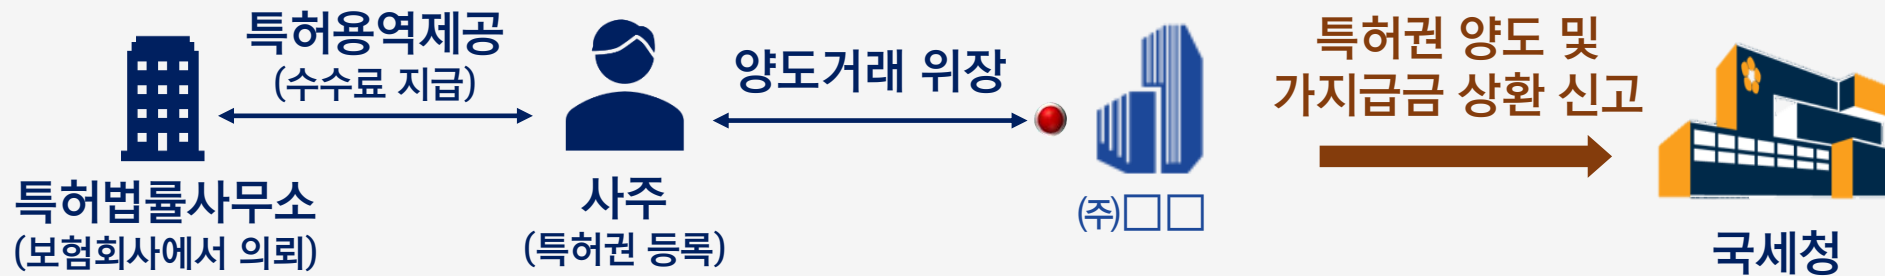 특허용역제공
(수수료 지급)
특허법률사무소
(보험회사에서 의뢰)
사주
(특허권 등록)
양도거래 위장
㈜□□
특허권 양도 및
가지급금 상환 신고
국세청